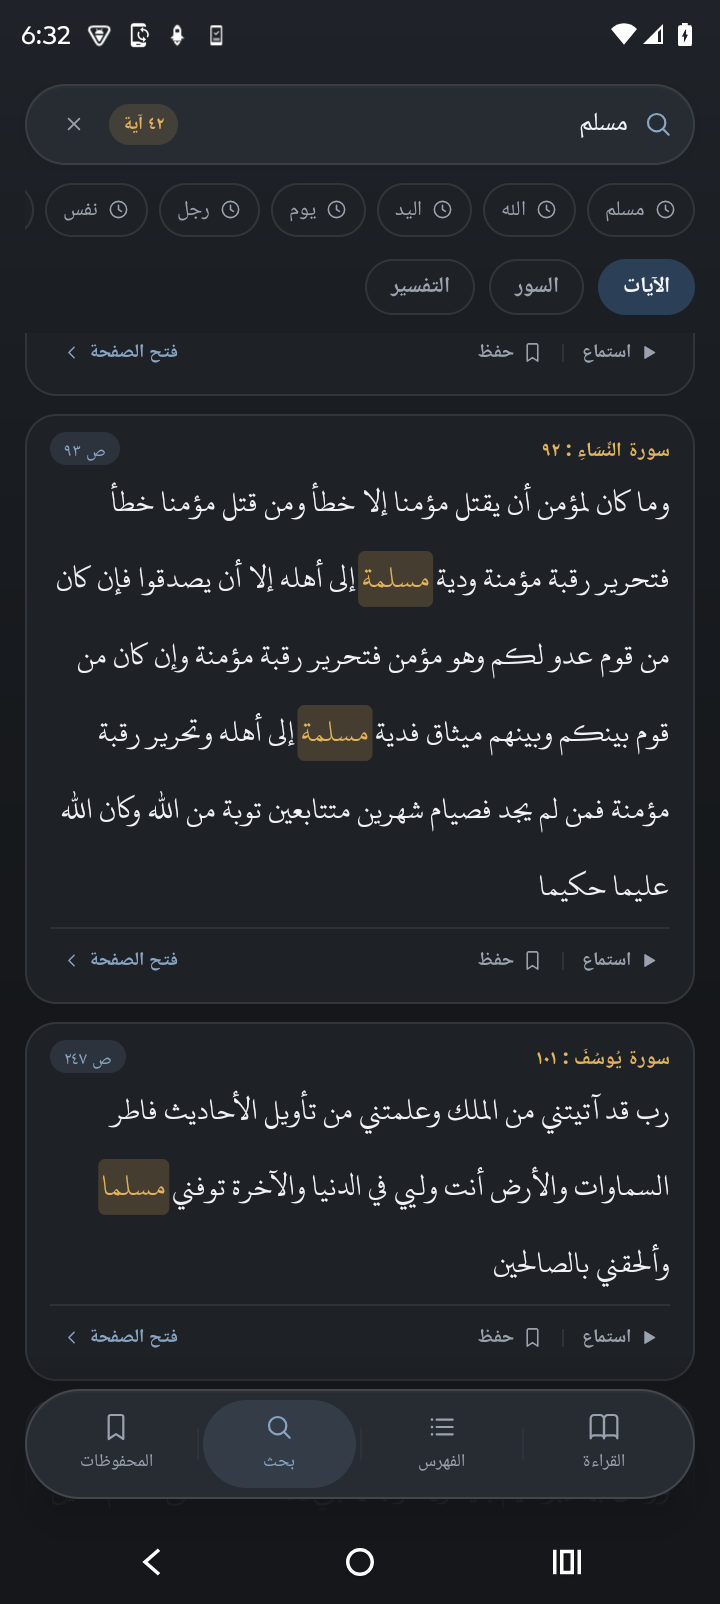 6:32
مسلم
٤٢ آية
مسلم
الله
اليد
يوم
رجل
نفس
الآيات
السور
التفسير
استماع
حفظ
فتح الصفحة
سورة النِّسَاءِ : ٩٢
ص ٩٣
وما كان لمؤمن أن يقتل مؤمنا إلا خطأ ومن قتل مؤمنا خطأ
فتحرير رقبة مؤمنة ودية مسلمة إلى أهله إلا أن يصدقوا فإن كان
من قوم عدو لكم وهو مؤمن فتحرير رقبة مؤمنة وإن كان من
قوم بينكم وبينهم ميثاق فدية مسلمة إلى أهله وتحرير رقبة
مؤمنة فمن لم يجد فصيام شهرين متتابعين توبة من الله وكان الله
عليما حكيما
استماع
حفظ
فتح الصفحة
سورة يُوسُفَ : ١٠١
ص ٢٤٧
رب قد آتيتني من الملك وعلمتني من تأويل الأحاديث فاطر
السماوات والأرض أنت وليي في الدنيا والآخرة توفني مسلما
وألحقني بالصالحين
استماع
حفظ
فتح الصفحة
القراءة
الفهرس
بحث
المحفوظات